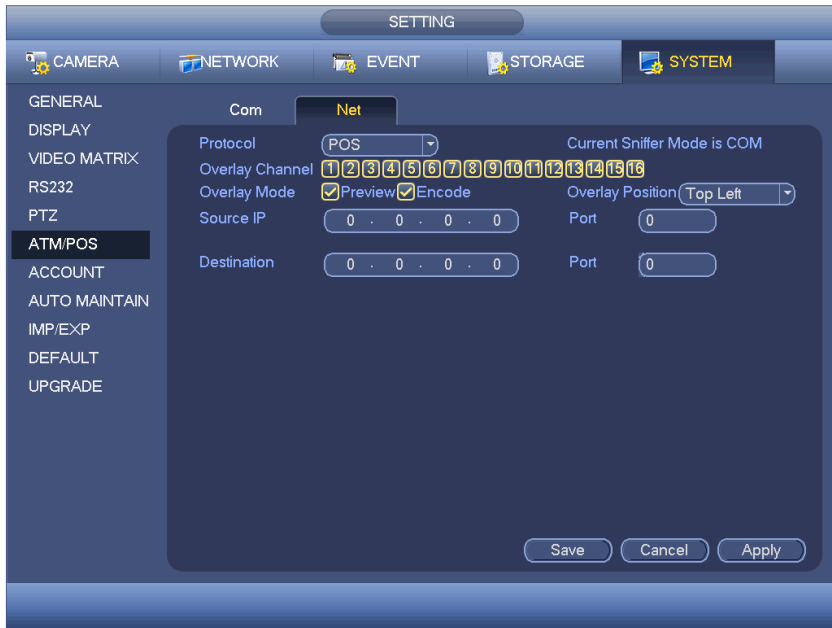 SETTING
CAMERA NETWORK EVENT STORAGE SYSTEM
GENERAL
DISPLAY
VIDEO MATRIX
RS232
PTZ
ATM/POS
ACCOUNT
AUTO MAINTAIN
IMP/EXP
DEFAULT
UPGRADE
Com Net
Protocol POS Current Sniffer Mode is COM
Overlay Channel 1 2 3 4 5 6 7 8 9 10 11 12 13 14 15 16
Overlay Mode Preview Encode Overlay Position Top Left
Source IP 0 . 0 . 0 . 0 Port 0
Destination 0 . 0 . 0 . 0 Port 0
Save Cancel Apply